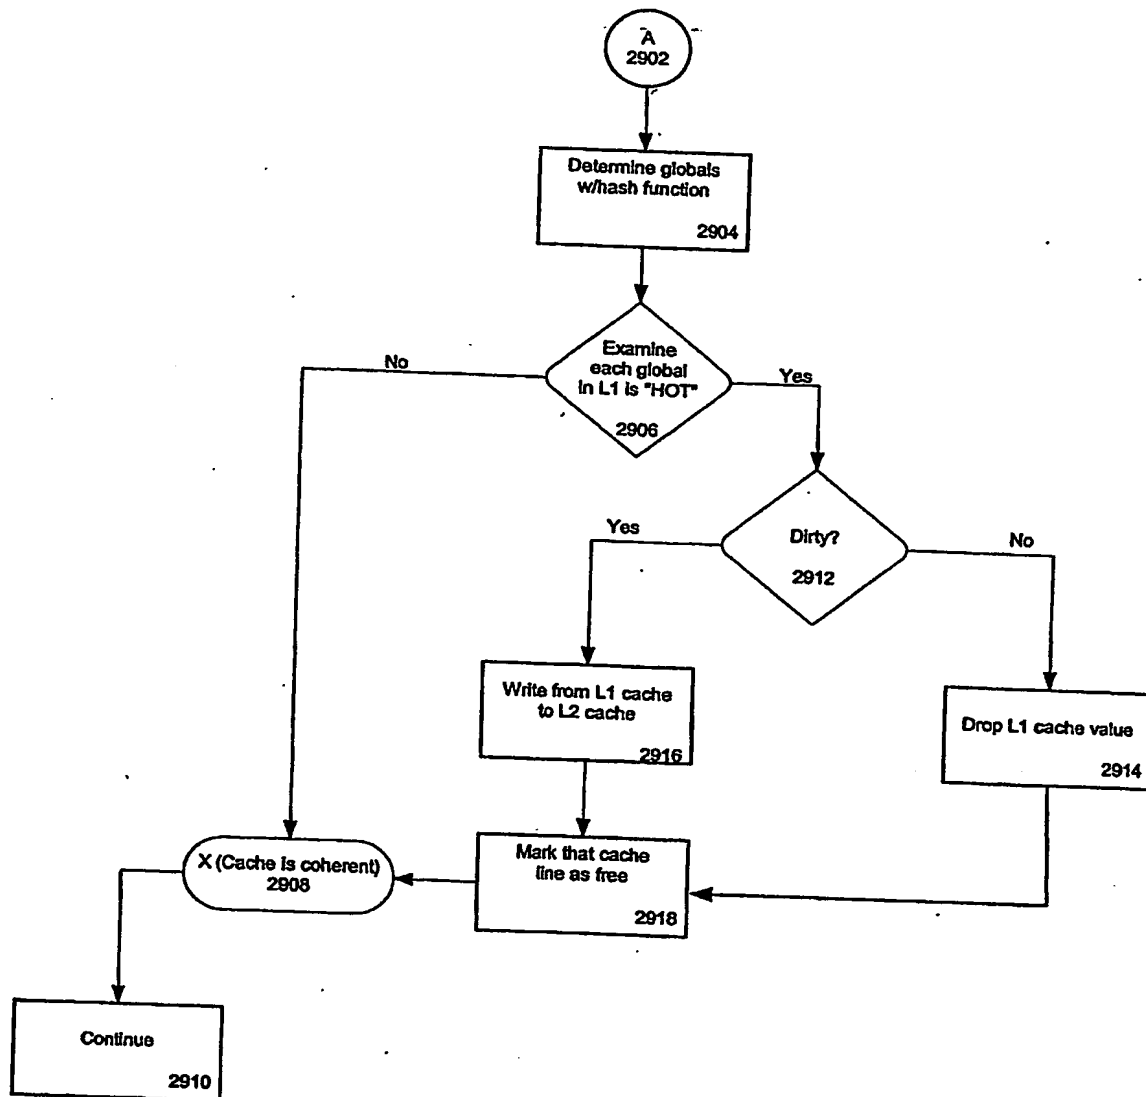 A
2902
Determine globals
w/hash function
2904
Examine
each global
in L1 is "HOT"
2906
No
Yes
Dirty?
2912
Yes
No
Write from L1 cache
to L2 cache
2916
Drop L1 cache value
2914
Mark that cache
line as free
2918
X (Cache is coherent)
2908
Continue
2910